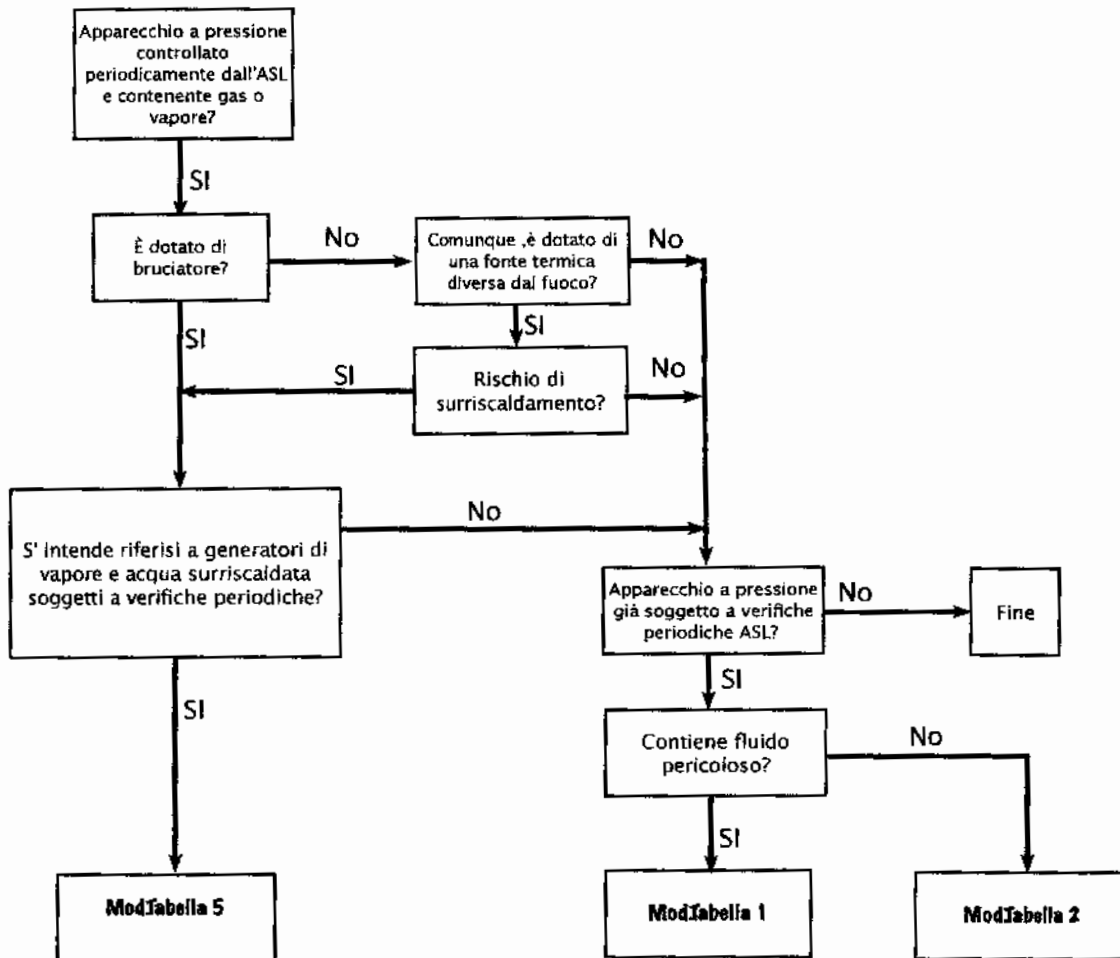 Apparecchio a pressione
controllato
periodicamente dall'ASL
e contenente gas o
vapore?
SI
È dotato di
bruciatore?
No
Comunque ,è dotato di
una fonte termica
diversa dal fuoco?
No
SI
SI
SI
Rischio di
surriscaldamento?
No
S' intende riferisi a generatori di
vapore e acqua surriscaldata
soggetti a verifiche periodiche?
No
Apparecchio a pressione
già soggetto a verifiche
periodiche ASL?
No
Fine
SI
SI
Contiene fluido
pericoloso?
No
SI
ModTabella 5
ModTabella 1
ModTabella 2